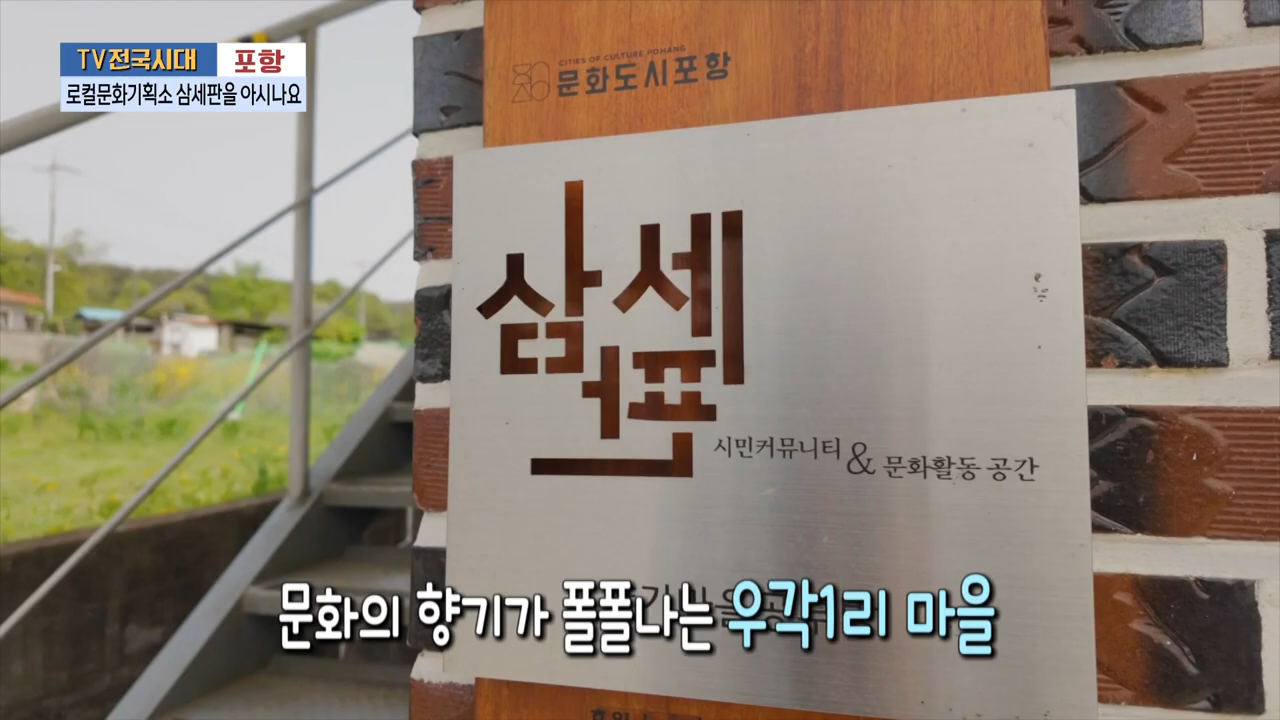 TV전국시대 포항
로컬문화기획소 삼세판을 아시나요
CITIES OF CULTURE POHANG
문화도시포항
삼세판
시민커뮤니티 & 문화활동 공간
문화의 향기가 폴폴나는 우각1리 마을